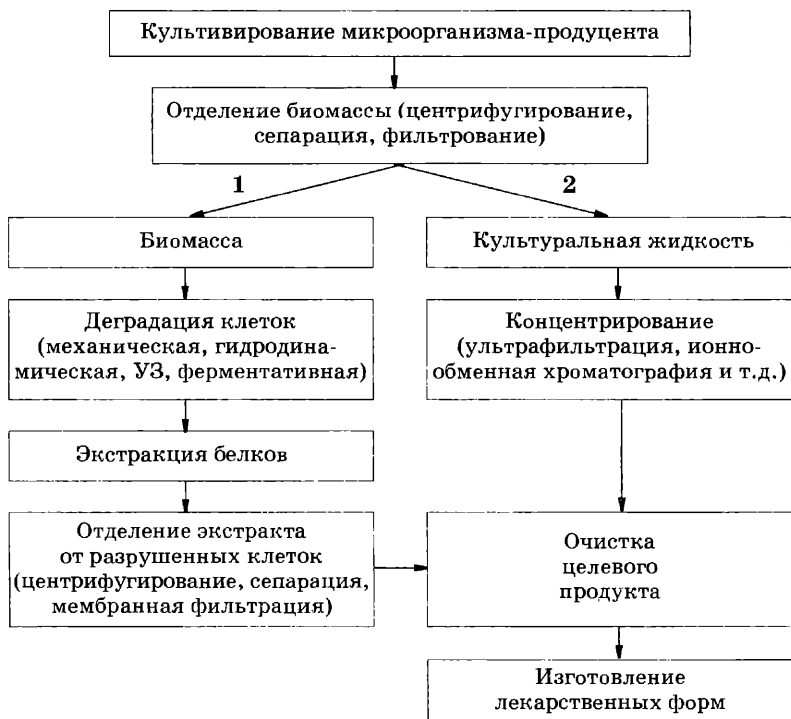 Культивирование микроорганизма-продуцента
Отделение биомассы (центрифугирование,
сепарация, фильтрование)
1
2
Биомасса
Культуральная жидкость
Деградация клеток
(механическая, гидродина-
мическая, УЗ, ферментативная)
Концентрирование
(ультрафильтрация, ионно-
обменная хроматография и т.д.)
Экстракция белков
Отделение экстракта
от разрушенных клеток
(центрифугирование, сепарация,
мембранная фильтрация)
Очистка
целевого
продукта
Изготовление
лекарственных форм